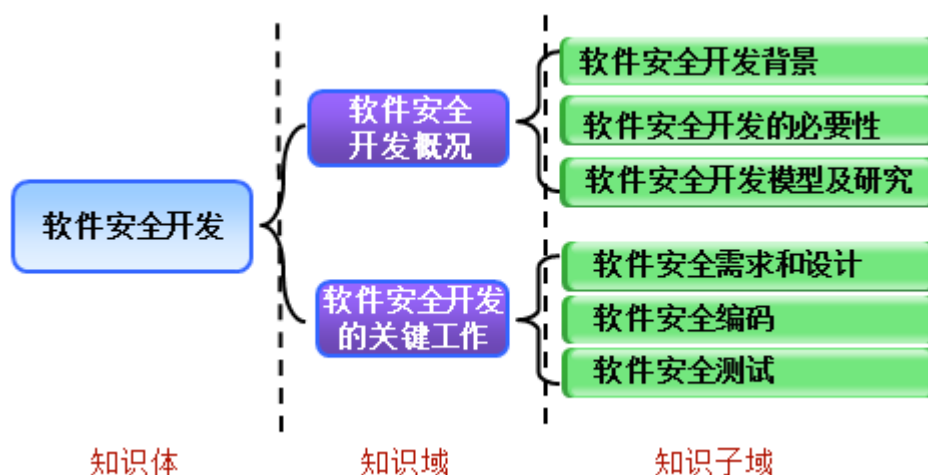 软件安全开发
软件安全
开发概况
软件安全开发背景
软件安全开发的必要性
软件安全开发模型及研究
软件安全开发
的关键工作
软件安全需求和设计
软件安全编码
软件安全测试
知识体
知识域
知识子域